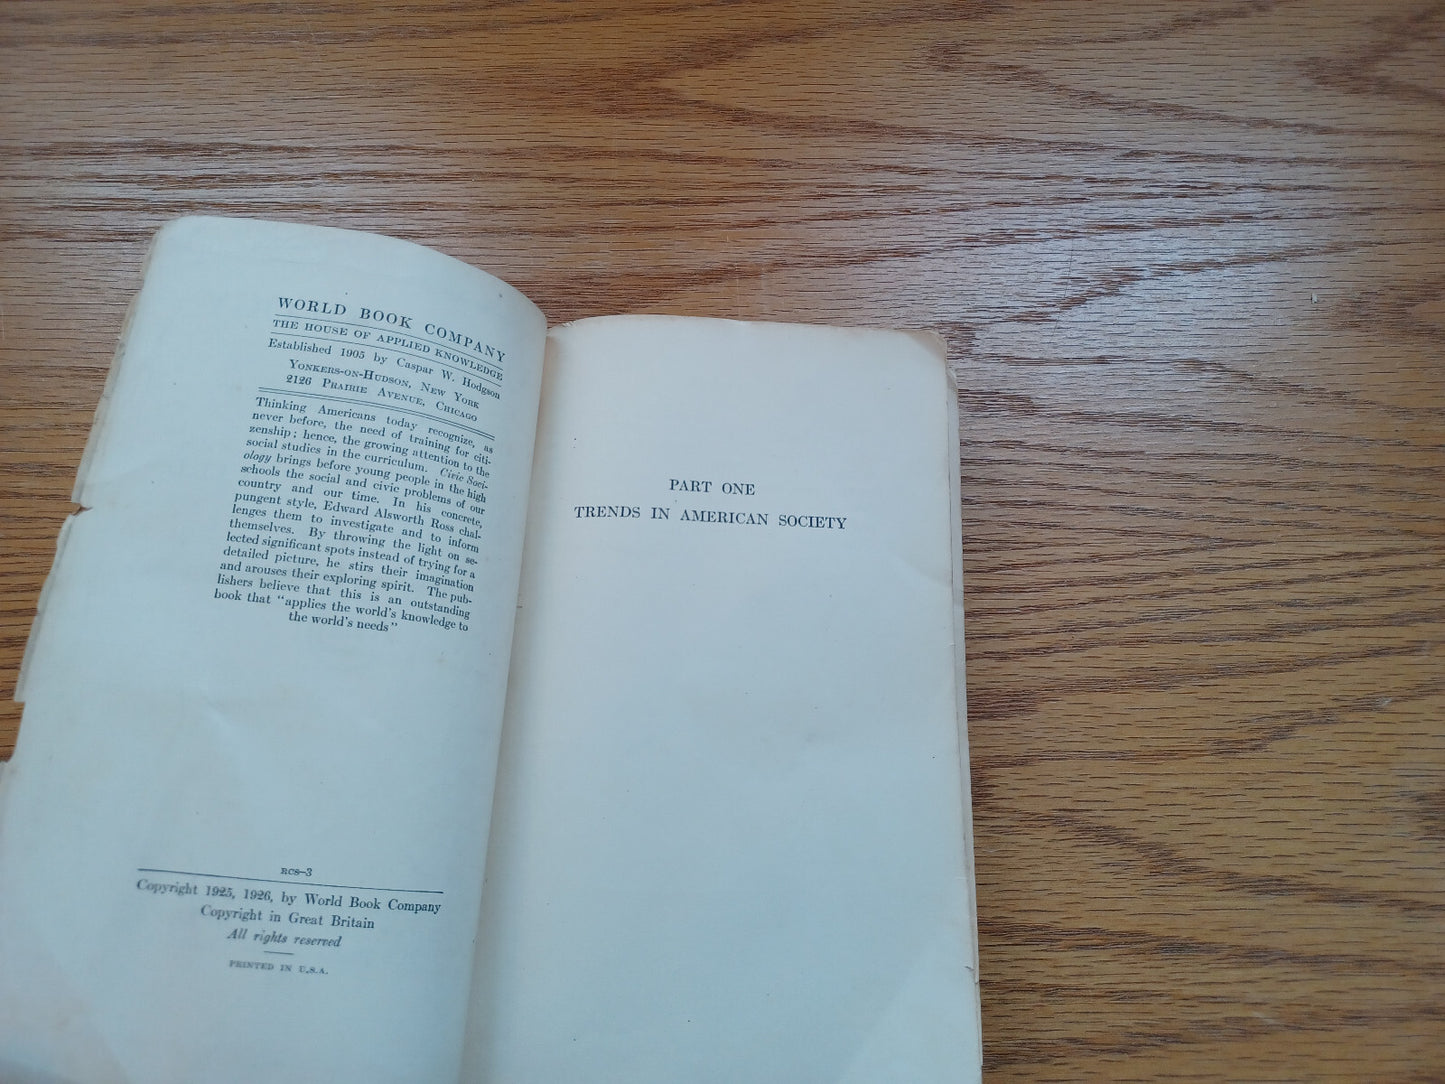 WORLD BOOK COMPANY
THE HOUSE OF APPLIED KNOWLEDGE
Established 1905 by Caspar W. Hodgson
YONKERS-ON-HUDSON, NEW YORK
2126 PRAIRIE AVENUE, CHICAGO
Thinking Americans today recognize, as
never before, the need of training for citi-
zenship; hence, the growing attention to the
social studies in the curriculum. Civic Soci-
ology brings before young people in the high
schools the social and civic problems of our
country and our time. In his concrete,
pungent style, Edward Alsworth Ross chal-
lenges them to investigate and to inform
themselves. By throwing the light on se-
lected significant spots instead of trying for a
detailed picture, he stirs their imagination
and arouses their exploring spirit. The pub-
lishers believe that this is an outstanding
book that "applies the world's knowledge to
the world's needs"
RCS-3
Copyright 1925, 1926, by World Book Company
Copyright in Great Britain
All rights reserved
PRINTED IN U.S.A.
PART ONE
TRENDS IN AMERICAN SOCIETY